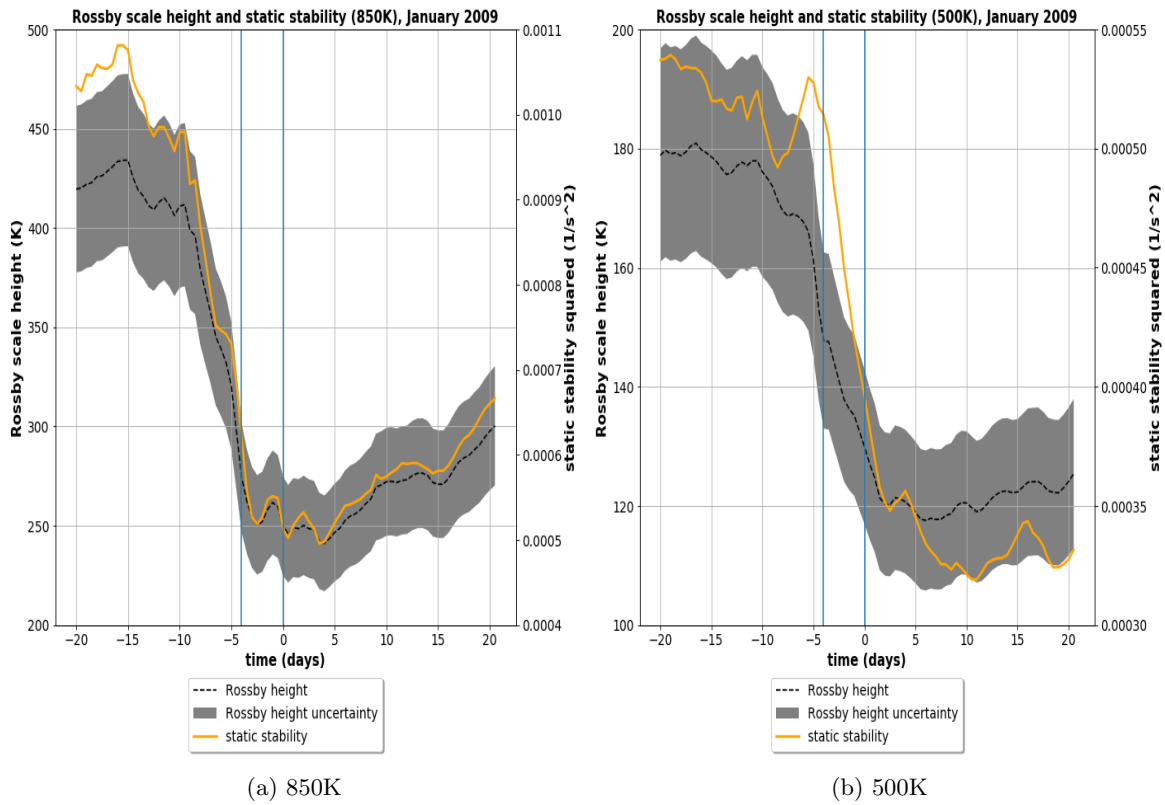 Rossby scale height and static stability (850K), January 2009
500
450
400
350
300
250
200
Rossby scale height (K)
0.0011
0.0010
0.0009
0.0008
0.0007
0.0006
0.0005
0.0004
static stability squared (1/s^2)
−20 −15 −10 −5 0 5 10 15 20
time (days)
Rossby height
Rossby height uncertainty
static stability
(a) 850K
Rossby scale height and static stability (500K), January 2009
200
180
160
140
120
100
Rossby scale height (K)
0.00055
0.00050
0.00045
0.00040
0.00035
0.00030
static stability squared (1/s^2)
−20 −15 −10 −5 0 5 10 15 20
time (days)
Rossby height
Rossby height uncertainty
static stability
(b) 500K